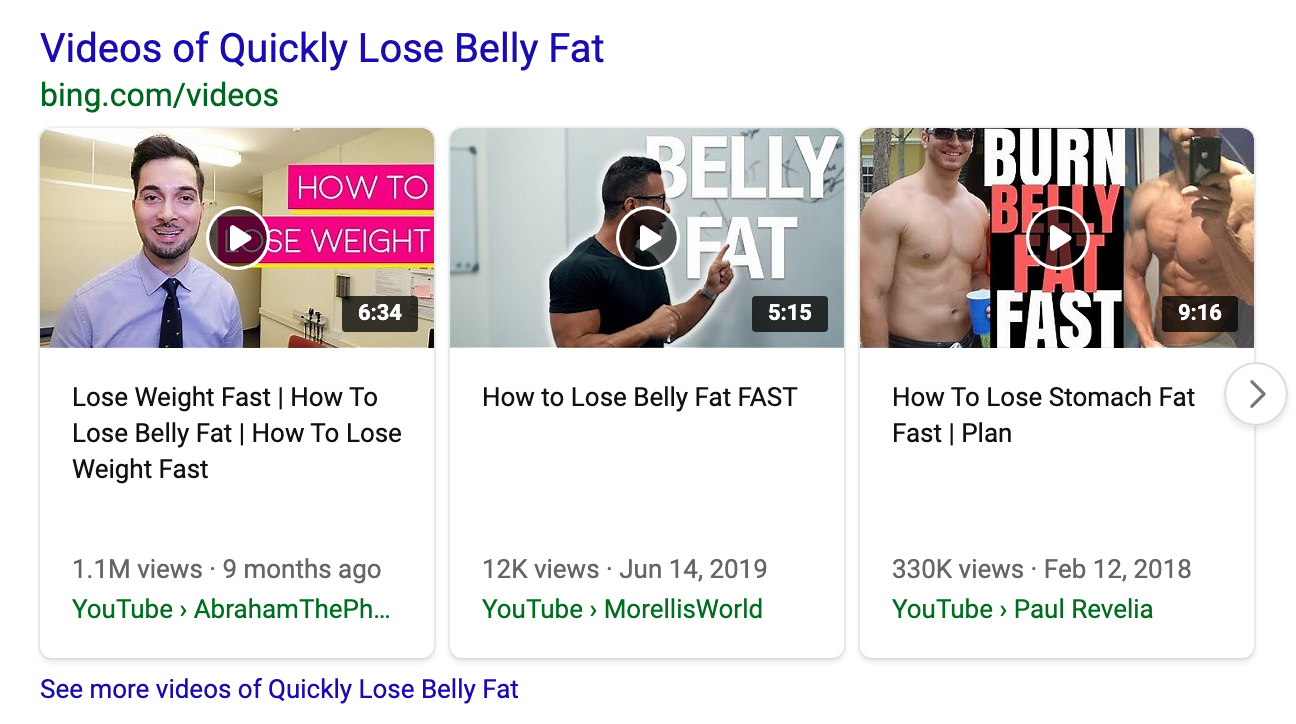 Videos of Quickly Lose Belly Fat
bing.com/videos
HOW TO
LOSE WEIGHT
6:34
Lose Weight Fast | How To
Lose Belly Fat | How To Lose
Weight Fast
1.1M views · 9 months ago
YouTube › AbrahamThePh...
BELLY
FAT
5:15
How to Lose Belly Fat FAST
12K views · Jun 14, 2019
YouTube › MorellisWorld
BURN
BELLY
FAT
FAST
9:16
How To Lose Stomach Fat
Fast | Plan
330K views · Feb 12, 2018
YouTube › Paul Revelia
See more videos of Quickly Lose Belly Fat